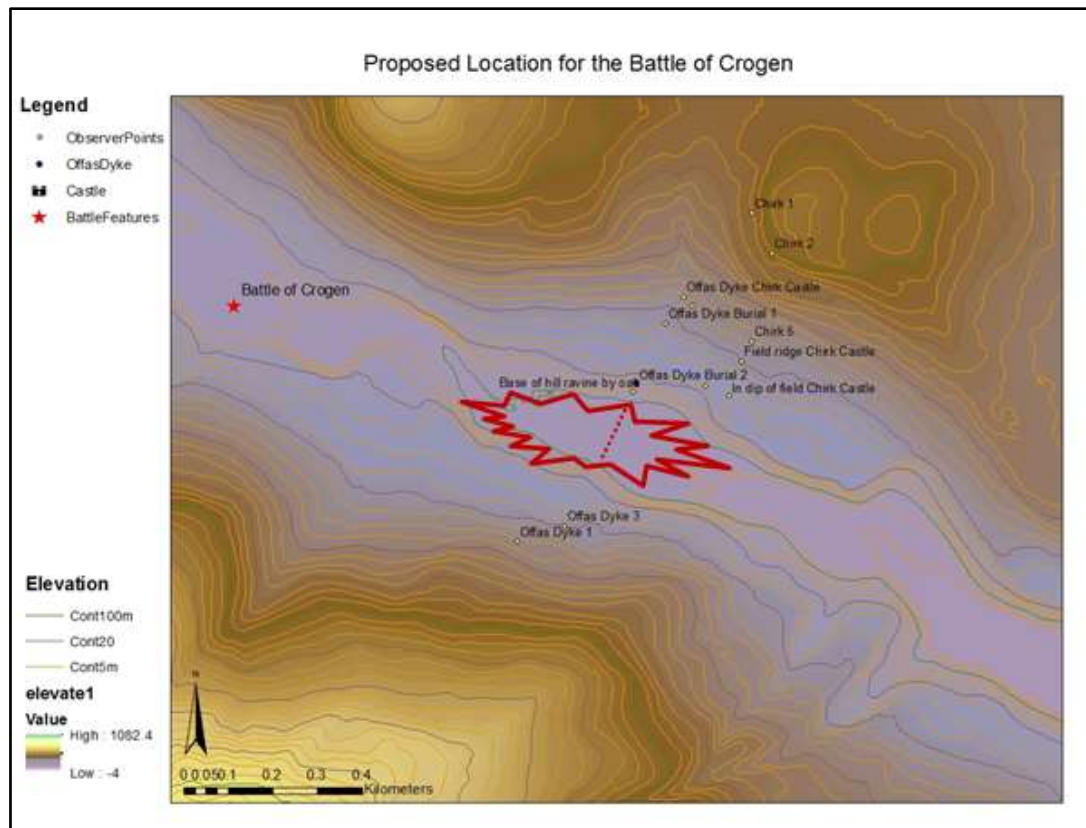 Proposed Location for the Battle of Crogen
Legend
ObserverPoints
OffasDyke
Castle
BattleFeatures
Chirk 1
Chirk 2
Offas Dyke Chirk Castle
Battle of Crogen
Offas Dyke Burial 1
Chirk 5
Field ridge Chirk Castle
Offas Dyke Burial 2
Base of hill ravine by oak
In dip of field Chirk Castle
Offas Dyke 3
Offas Dyke 1
Elevation
Cont100m
Cont20
Cont5m
elevate1
Value
High : 1082.4
Low : -4
N
0 0.050.1 0.2 0.3 0.4
Kilometers